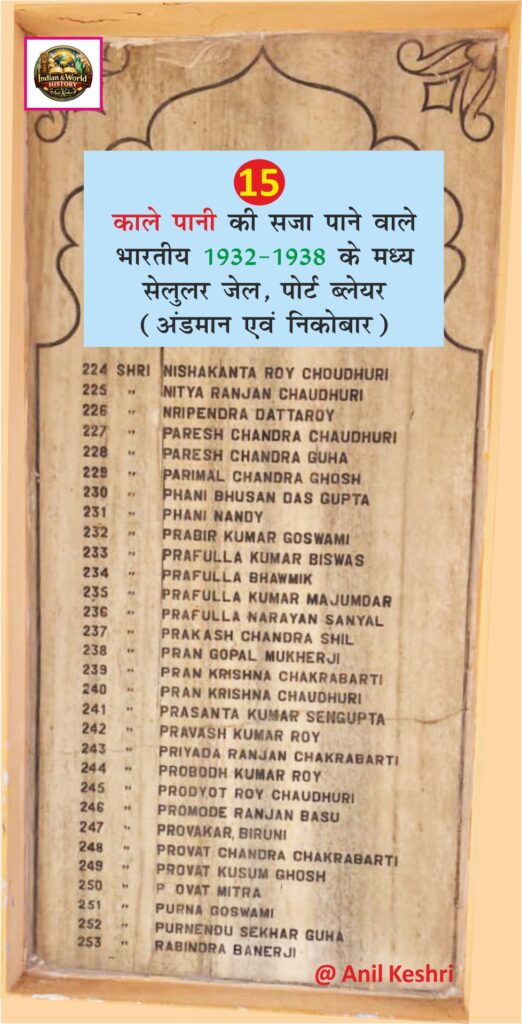 Indian & World
HISTORY
15
काले पानी की सजा पाने वाले
भारतीय 1932-1938 के मध्य
सेलुलर जेल, पोर्ट ब्लेयर
(अंडमान एवं निकोबार)
224 SHRI NISHAKANTA ROY CHOUDHURI
225 " NITYA RANJAN CHAUDHURI
226 " NRIPENDRA DATTAROY
227 " PARESH CHANDRA CHAUDHURI
228 " PARESH CHANDRA GUHA
229 " PARIMAL CHANDRA GHOSH
230 " PHANI BHUSAN DAS GUPTA
231 " PHANI NANDY
232 " PRABIR KUMAR GOSWAMI
233 " PRAFULLA KUMAR BISWAS
234 " PRAFULLA BHAWMIK
235 " PRAFULLA KUMAR MAJUMDAR
236 " PRAFULLA NARAYAN SANYAL
237 " PRAKASH CHANDRA SHIL
238 " PRAN GOPAL MUKHERJI
239 " PRAN KRISHNA CHAKRABARTI
240 " PRAN KRISHNA CHAUDHURI
241 " PRASANTA KUMAR SENGUPTA
242 " PRAVASH KUMAR ROY
243 " PRIYADA RANJAN CHAKRABARTI
244 " PROBODH KUMAR ROY
245 " PRODYOT ROY CHAUDHURI
246 " PROMODE RANJAN BASU
247 " PROVAKAR, BIRUNI
248 " PROVAT CHANDRA CHAKRABARTI
249 " PROVAT KUSUM GHOSH
250 " P OVAT MITRA
251 " PURNA GOSWAMI
252 " PURNENDU SEKHAR GUHA
253 " RABINDRA BANERJI
@ Anil Keshri